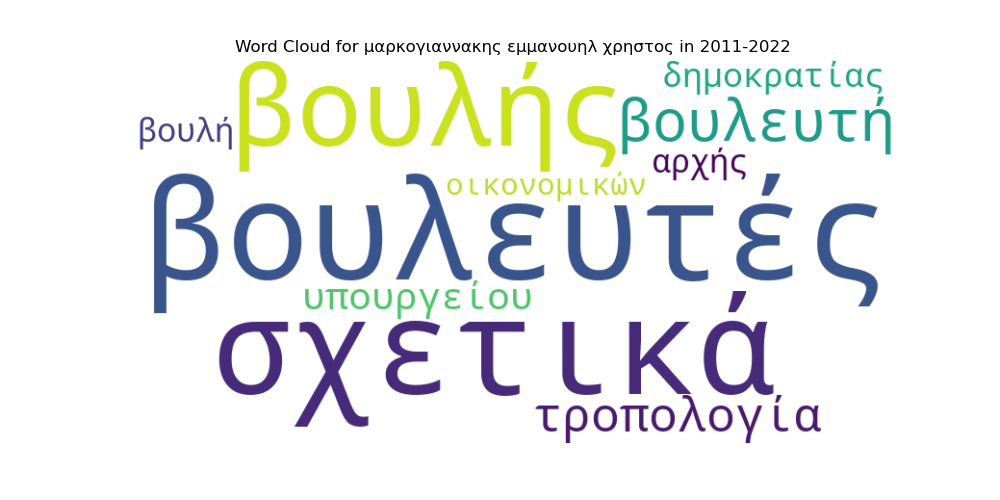 Word Cloud for μαρκογιαννακης εμμανουηλ χρηστος in 2011-2022
δημοκρατίας
βουλής
βουλευτή
βουλή
αρχής
οικονομικών
βουλευτές
υπουργείου
σχετικά
τροπολογία